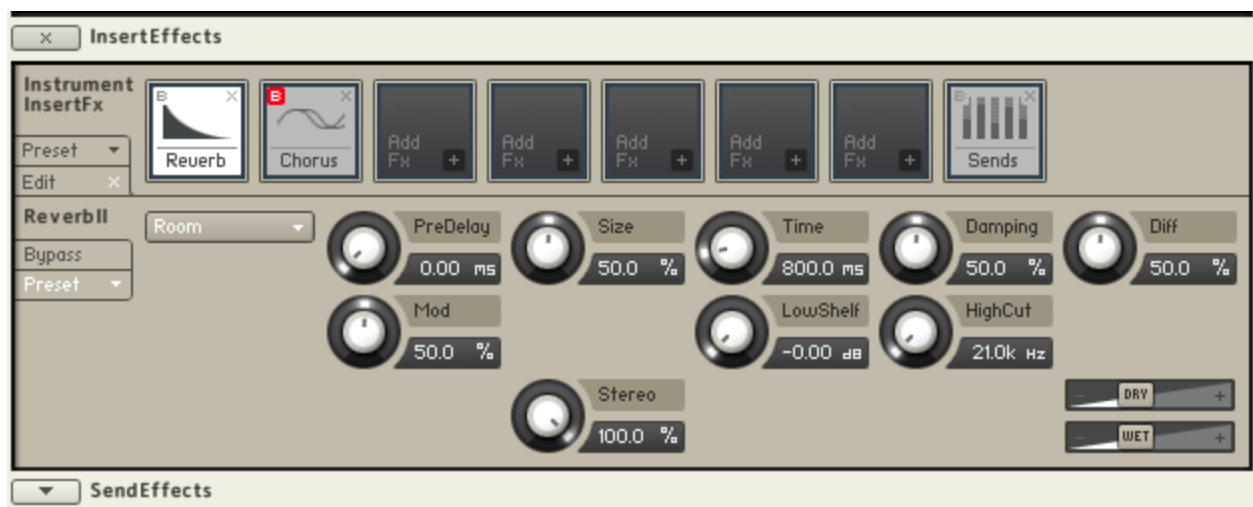 × InsertEffects
Instrument
InsertFx
Preset
Edit ×
B ×
Reverb
B ×
Chorus
Add
Fx +
Add
Fx +
Add
Fx +
Add
Fx +
Add
Fx +
B ×
Sends
ReverbII
Bypass
Preset
Room
PreDelay
0.00 ms
Size
50.0 %
Time
800.0 ms
Damping
50.0 %
Diff
50.0 %
Mod
50.0 %
LowShelf
-0.00 dB
HighCut
21.0k Hz
Stereo
100.0 %
- DRY +
- WET +
SendEffects